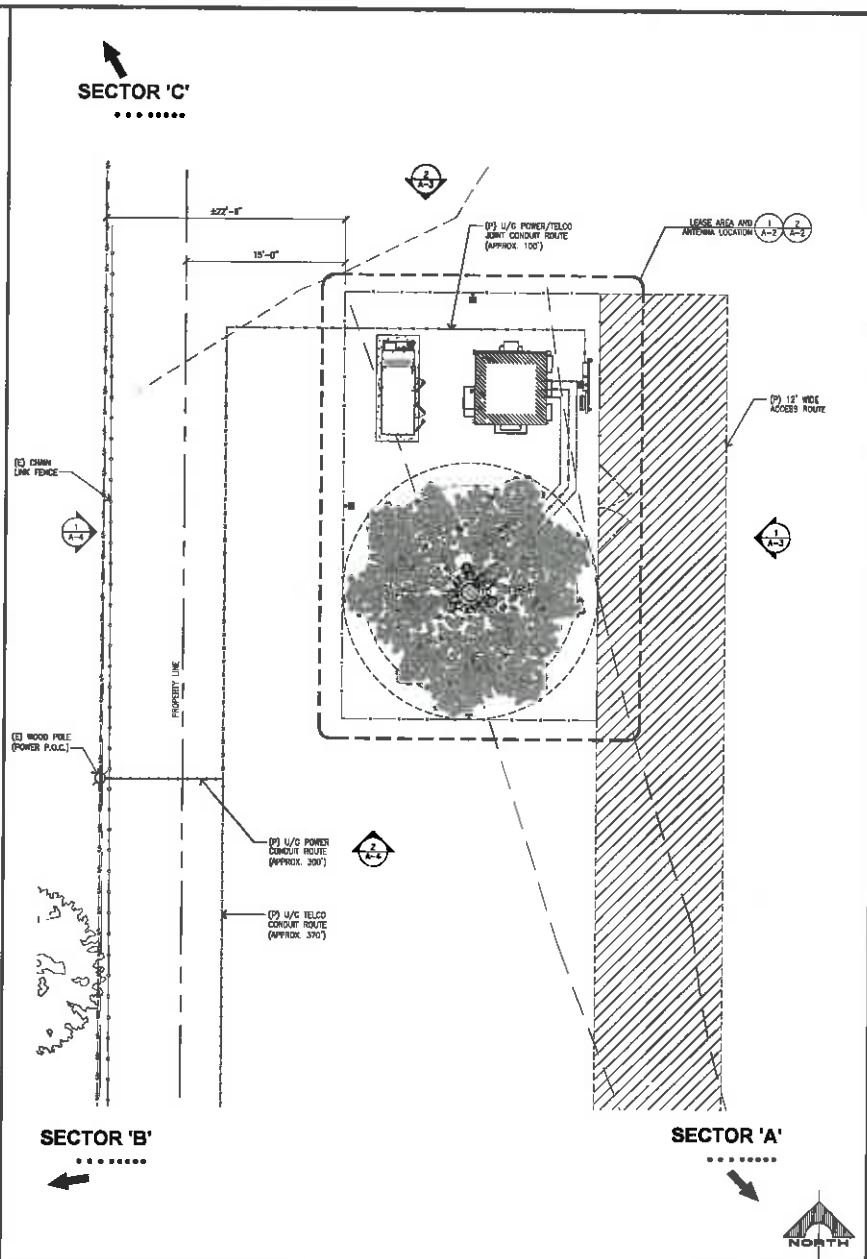 SECTOR 'C'
2
A-3
±22'-8"
15'-0"
(P) U/G POWER/TELCO
JOINT CONDUIT ROUTE
(APPROX. 100')
LEASE AREA AND
ANTENNA LOCATION
1
A-2
2
A-2
(P) 12' WIDE
ACCESS ROUTE
(E) CHAIN
LINK FENCE
1
A-4
1
A-3
PROPERTY LINE
(E) WOOD POLE
(POWER P.O.C.)
(P) U/G POWER
CONDUIT ROUTE
(APPROX. 300')
2
A-4
(P) U/G TELCO
CONDUIT ROUTE
(APPROX. 370')
SECTOR 'B'
SECTOR 'A'
NORTH